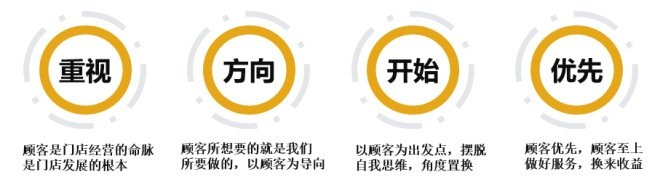 重视
方向
开始
优先
顾客是门店经营的命脉
是门店发展的根本
顾客所想要的就是我们
所要做的，以顾客为导向
以顾客为出发点，摆脱
自我思维，角度置换
顾客优先，顾客至上
做好服务，换来收益